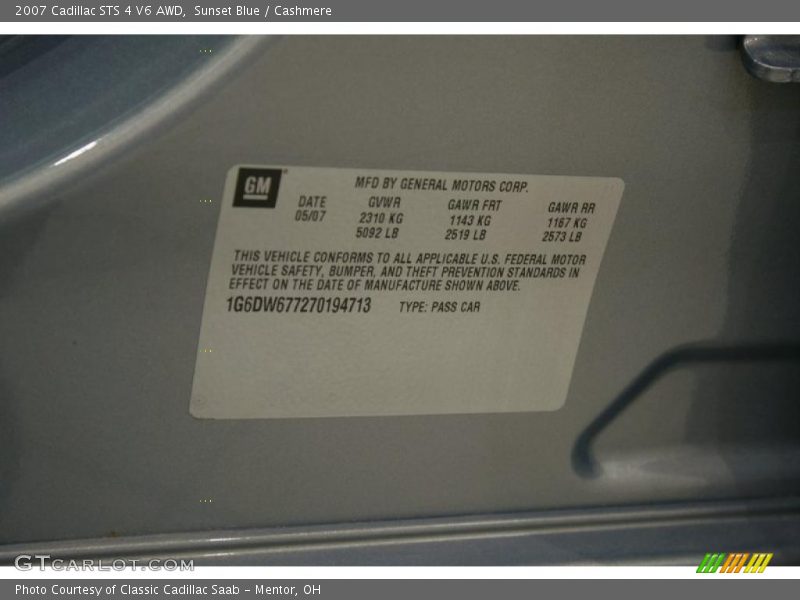 2007 Cadillac STS 4 V6 AWD, Sunset Blue / Cashmere
GM
MFD BY GENERAL MOTORS CORP.
DATE GVWR GAWR FRT GAWR RR
05/07 2310 KG 1143 KG 1167 KG
5092 LB 2519 LB 2573 LB
THIS VEHICLE CONFORMS TO ALL APPLICABLE U.S. FEDERAL MOTOR
VEHICLE SAFETY, BUMPER, AND THEFT PREVENTION STANDARDS IN
EFFECT ON THE DATE OF MANUFACTURE SHOWN ABOVE.
1G6DW677270194713 TYPE: PASS CAR
GTCARLOT.COM
Photo Courtesy of Classic Cadillac Saab - Mentor, OH